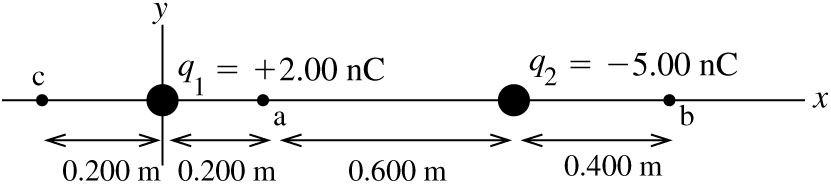 y
c
q₁ = +2.00 nC
q₂ = −5.00 nC
x
a
b
0.200 m 0.200 m 0.600 m 0.400 m